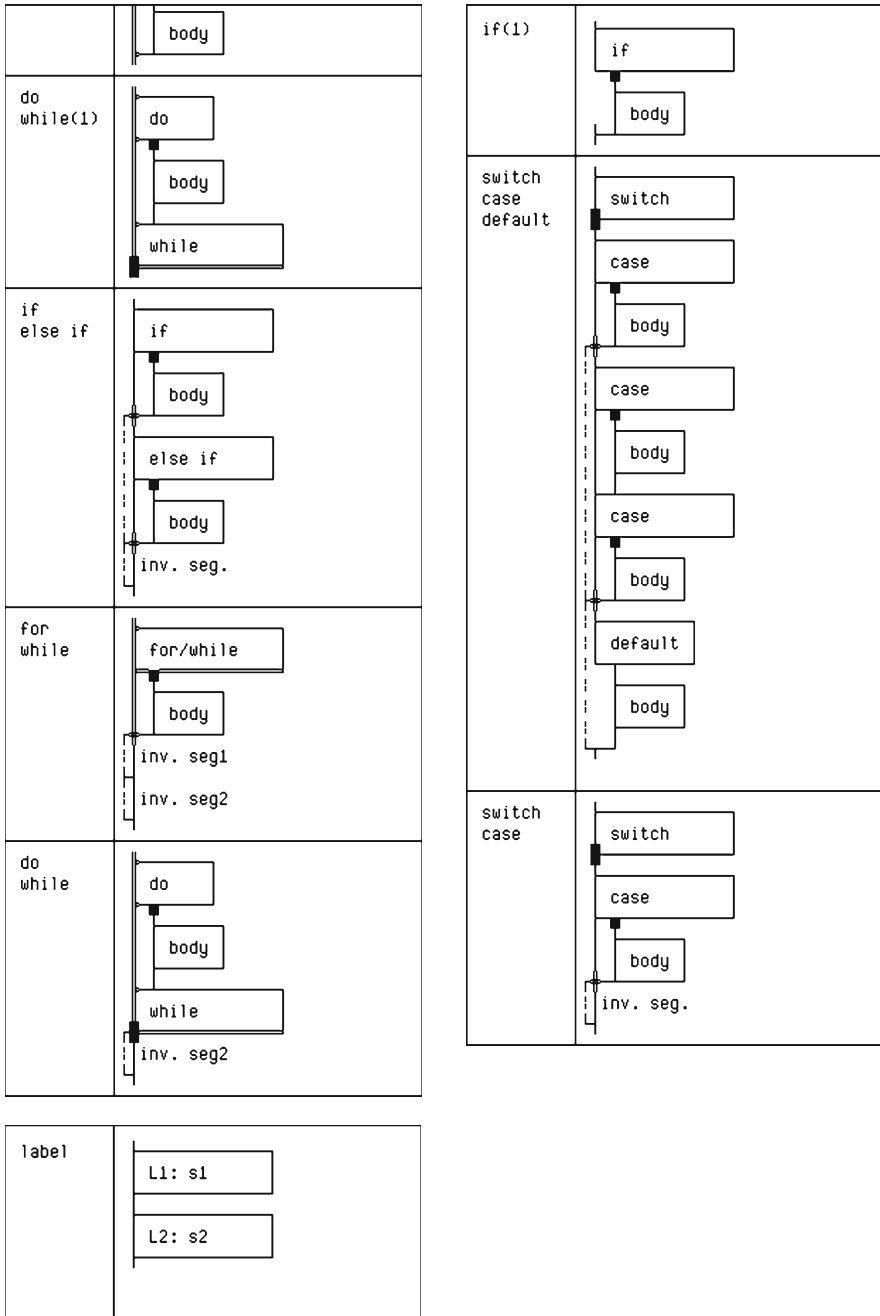 body
do
while(1)
do
body
while
if
else if
if
body
else if
body
inv. seg.
for
while
for/while
body
inv. seg1
inv. seg2
do
while
do
body
while
inv. seg2
label
L1: s1
L2: s2
if(1)
if
body
switch
case
default
switch
case
body
case
body
case
body
default
body
switch
case
switch
case
body
inv. seg.